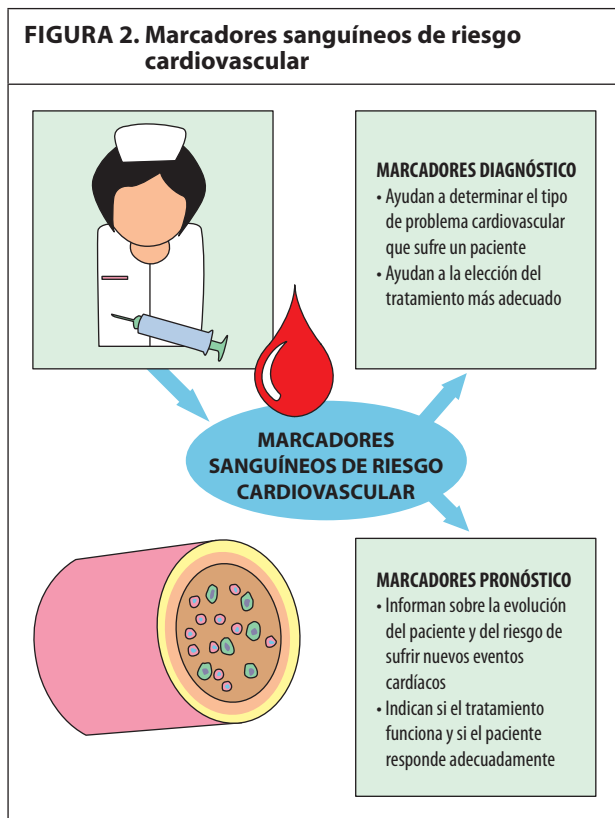 FIGURA 2. Marcadores sanguíneos de riesgo
cardiovascular
MARCADORES DIAGNÓSTICO
• Ayudan a determinar el tipo
de problema cardiovascular
que sufre un paciente
• Ayudan a la elección del
tratamiento más adecuado
MARCADORES
SANGUÍNEOS DE RIESGO
CARDIOVASCULAR
MARCADORES PRONÓSTICO
• Informan sobre la evolución
del paciente y del riesgo de
sufrir nuevos eventos
cardíacos
• Indican si el tratamiento
funciona y si el paciente
responde adecuadamente